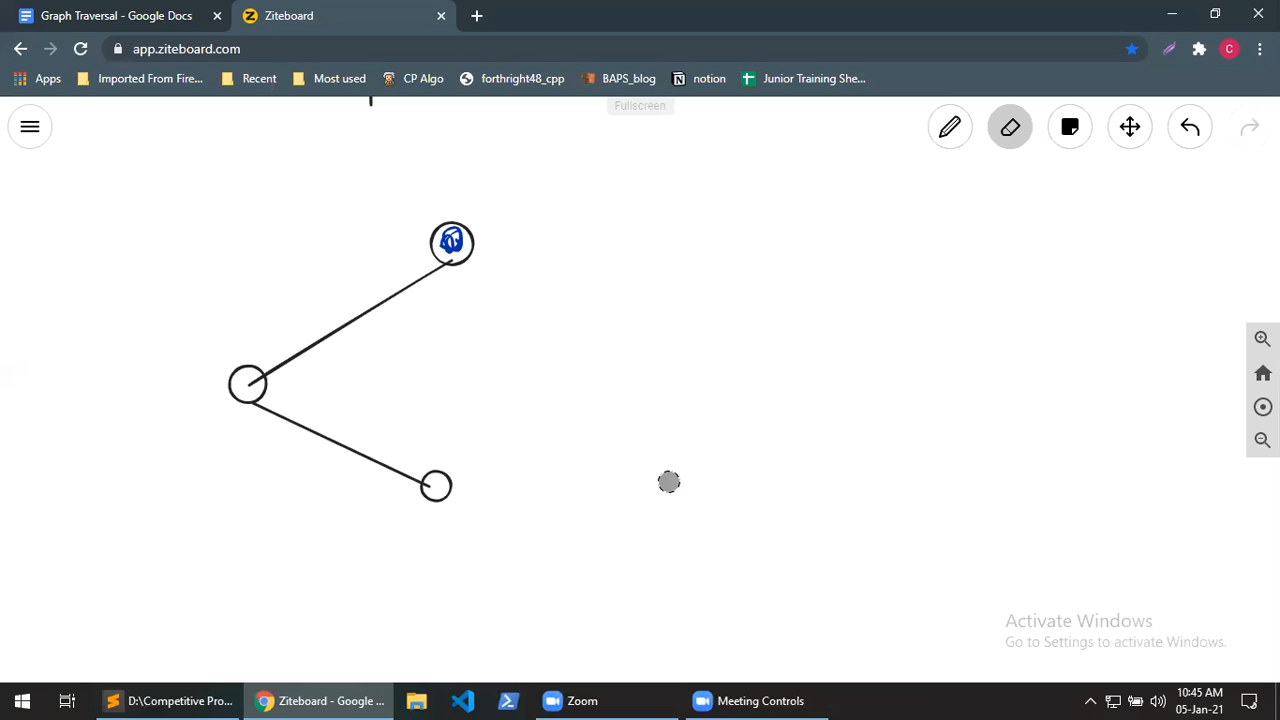 Graph Traversal - Google Docs
Ziteboard
app.ziteboard.com
C
Apps
Imported From Fire...
Recent
Most used
CP Algo
forthright48_cpp
BAPS_blog
notion
Junior Training She...
Fullscreen
Activate Windows
Go to Settings to activate Windows.
D:\Competitive Pro...
Ziteboard - Google ...
Zoom
Meeting Controls
10:45 AM
05-Jan-21